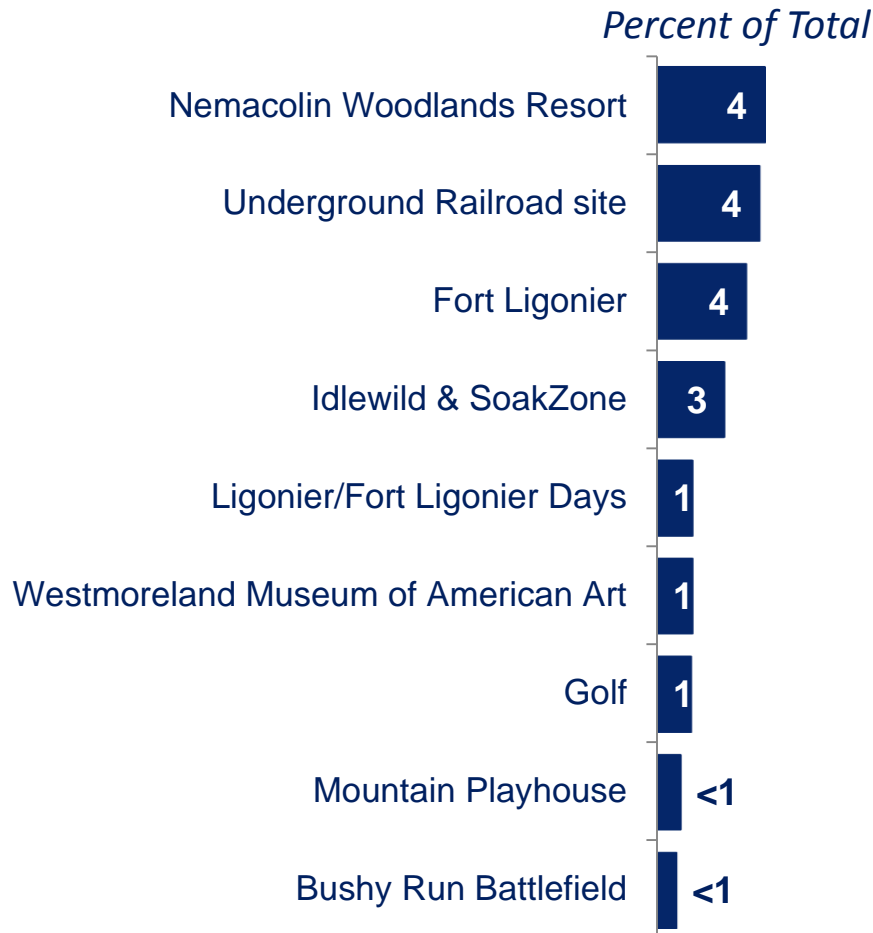 Percent of Total
Nemacolin Woodlands Resort 4
Underground Railroad site 4
Fort Ligonier 4
Idlewild & SoakZone 3
Ligonier/Fort Ligonier Days 1
Westmoreland Museum of American Art 1
Golf 1
Mountain Playhouse <1
Bushy Run Battlefield <1